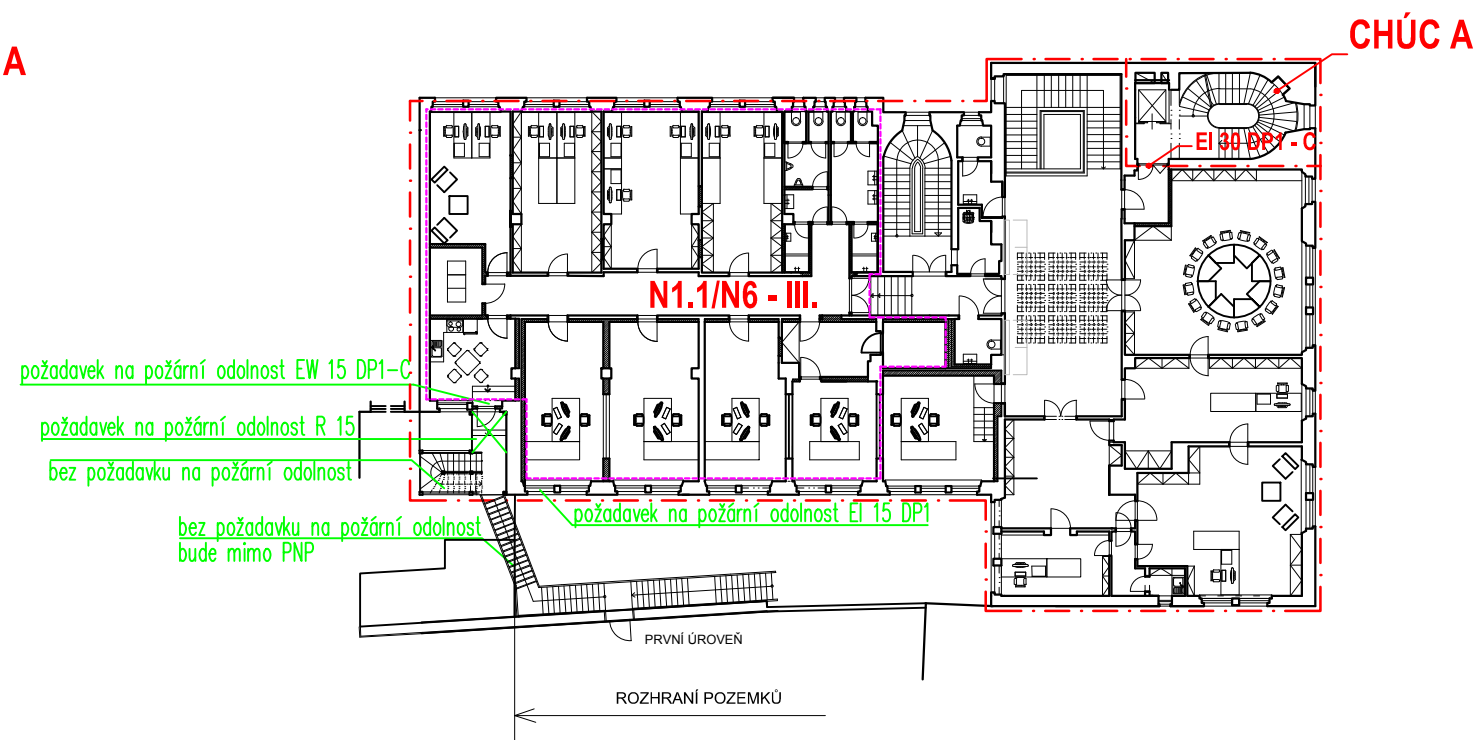 CHÚC A
A
EI 30 DP1 - C
N1.1/N6 - III.
požadavek na požární odolnost EW 15 DP1-C
požadavek na požární odolnost R 15
bez požadavku na požární odolnost
požadavek na požární odolnost EI 15 DP1
bez požadavku na požární odolnost
bude mimo PNP
PRVNÍ ÚROVEŇ
ROZHRANÍ POZEMKŮ